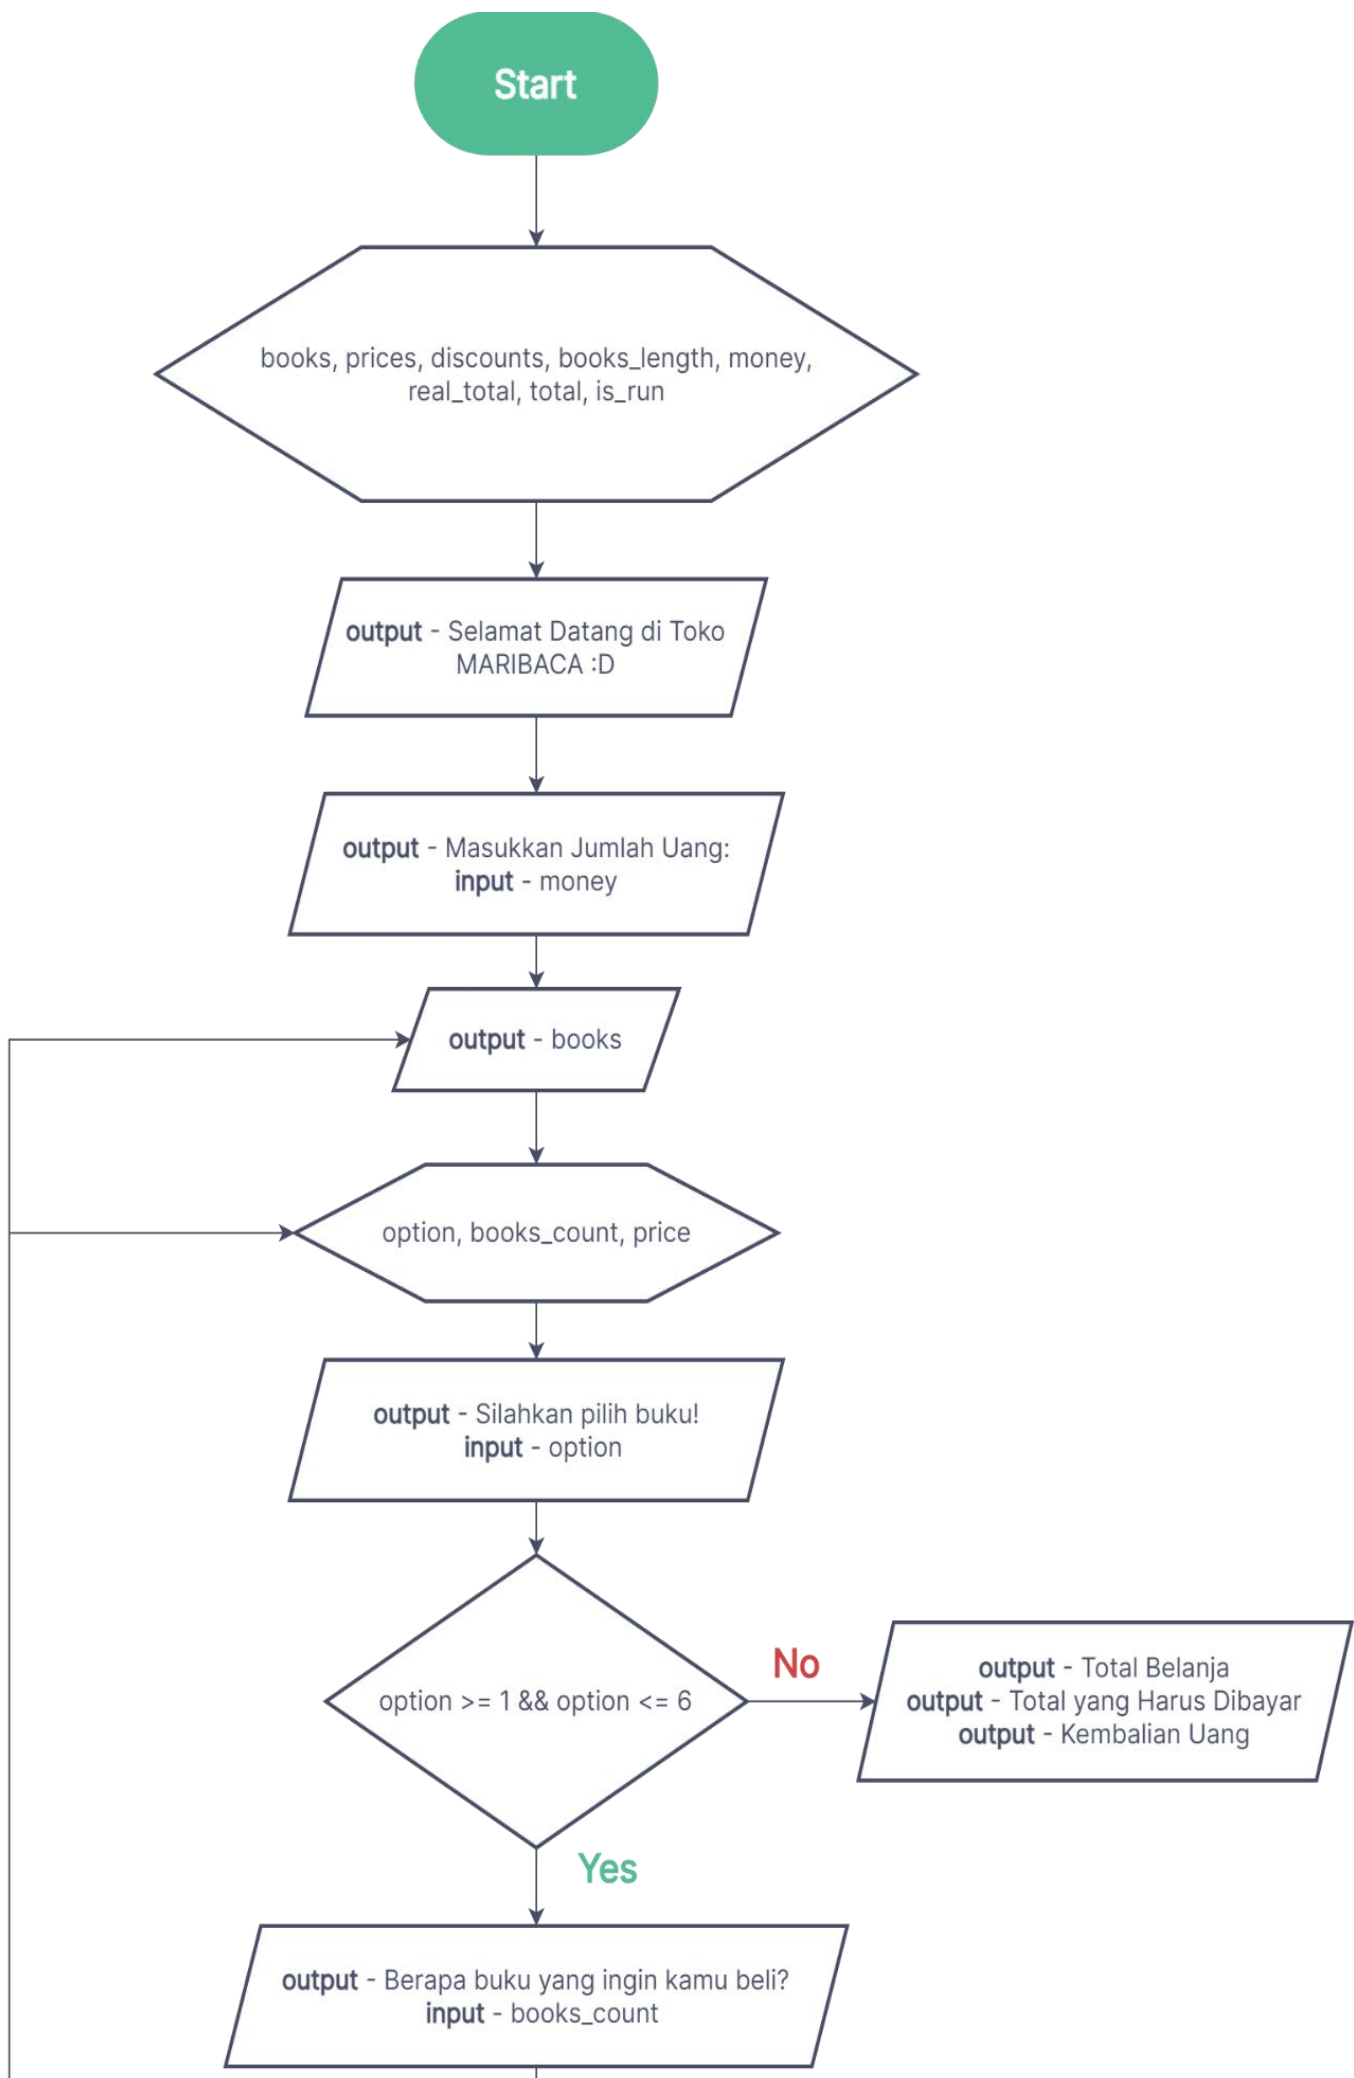 Start
books, prices, discounts, books_length, money,
real_total, total, is_run
output - Selamat Datang di Toko
MARIBACA :D
output - Masukkan Jumlah Uang:
input - money
output - books
option, books_count, price
output - Silahkan pilih buku!
input - option
option >= 1 && option <= 6
No
output - Total Belanja
output - Total yang Harus Dibayar
output - Kembalian Uang
Yes
output - Berapa buku yang ingin kamu beli?
input - books_count